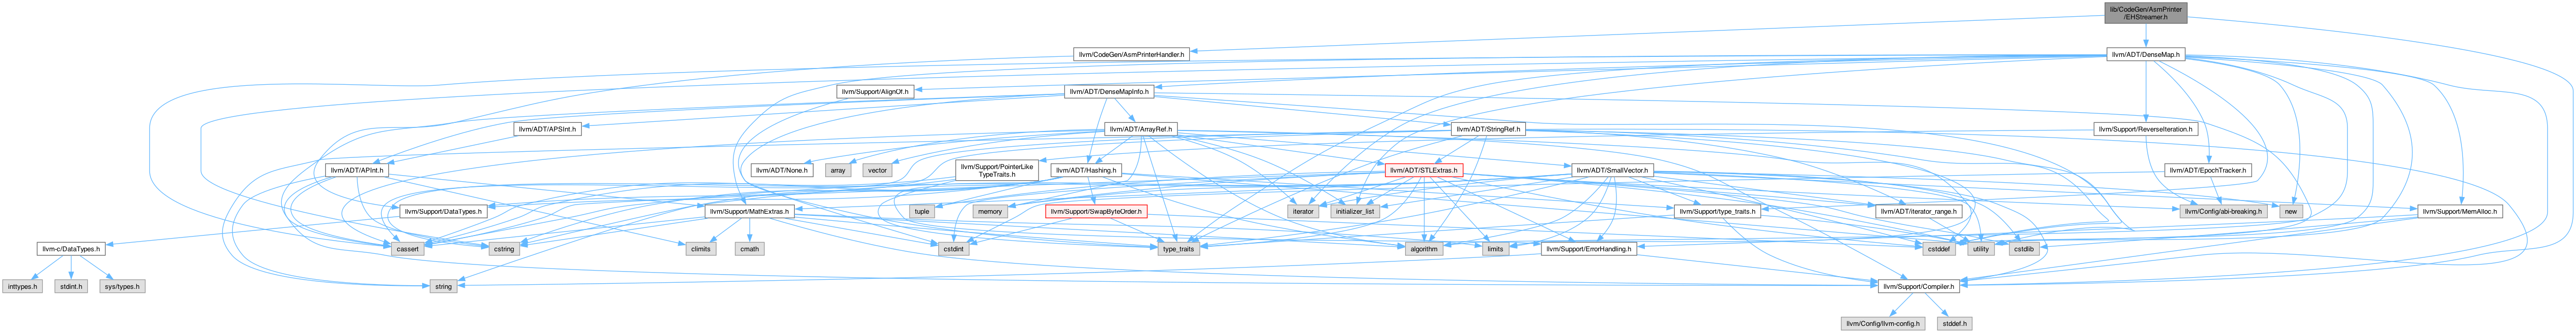 lib/CodeGen/AsmPrinter
/EHStreamer.h
llvm/CodeGen/AsmPrinterHandler.h
llvm/ADT/DenseMap.h
llvm/Support/AlignOf.h
llvm/ADT/DenseMapInfo.h
llvm/ADT/APSInt.h
llvm/ADT/ArrayRef.h
llvm/ADT/StringRef.h
llvm/Support/ReverseIteration.h
llvm/ADT/APInt.h
llvm/ADT/None.h
array
vector
llvm/Support/PointerLike
TypeTraits.h
llvm/ADT/Hashing.h
llvm/ADT/STLExtras.h
llvm/ADT/SmallVector.h
llvm/ADT/EpochTracker.h
llvm/Support/DataTypes.h
llvm/Support/MathExtras.h
tuple
memory
llvm/Support/SwapByteOrder.h
iterator
initializer_list
llvm/Support/type_traits.h
llvm/ADT/iterator_range.h
llvm/Config/abi-breaking.h
new
llvm/Support/MemAlloc.h
llvm-c/DataTypes.h
cassert
cstring
climits
cmath
cstdint
type_traits
algorithm
limits
llvm/Support/ErrorHandling.h
cstddef
utility
cstdlib
inttypes.h
stdint.h
sys/types.h
string
llvm/Support/Compiler.h
llvm/Config/llvm-config.h
stddef.h